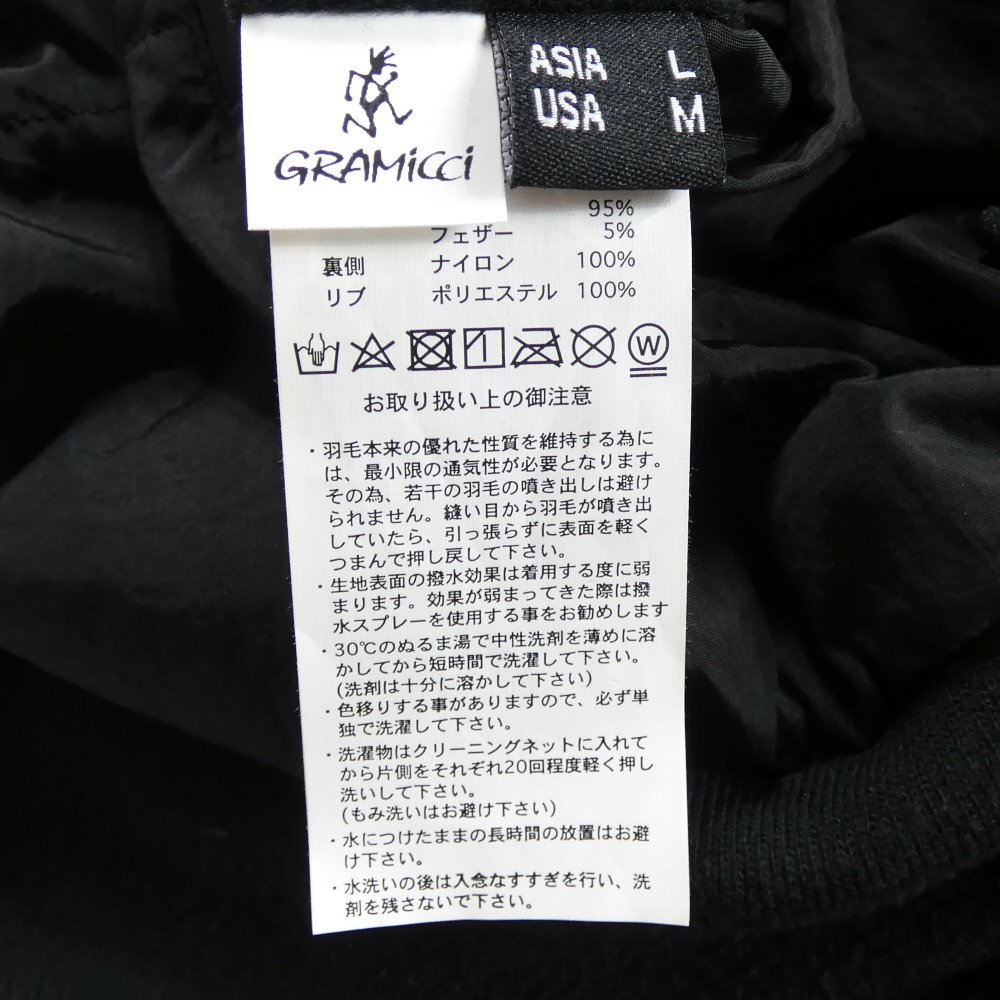 GRAMiCCi
ASIA L
USA M
95%
フェザー 5%
裏側 ナイロン 100%
リブ ポリエステル 100%
W
お取り扱い上の御注意
・羽毛本来の優れた性質を維持する為に
は、最小限の通気性が必要となります。
その為、若干の羽毛の噴き出しは避け
られません。縫い目から羽毛が噴き出
していたら、引っ張らずに表面を軽く
つまんで押し戻して下さい。
・生地表面の撥水効果は着用する度に弱
まります。効果が弱まってきた際は撥
水スプレーを使用する事をお勧めします
・30℃のぬるま湯で中性洗剤を薄めに溶
かしてから短時間で洗濯して下さい。
(洗剤は十分に溶かして下さい)
・色移りする事がありますので、必ず単
独で洗濯して下さい。
・洗濯物はクリーニングネットに入れて
から片側をそれぞれ20回程度軽く押し
洗いして下さい。
(もみ洗いはお避け下さい)
・水につけたままの長時間の放置はお避
け下さい。
・水洗いの後は入念なすすぎを行い、洗
剤を残さないで下さい。